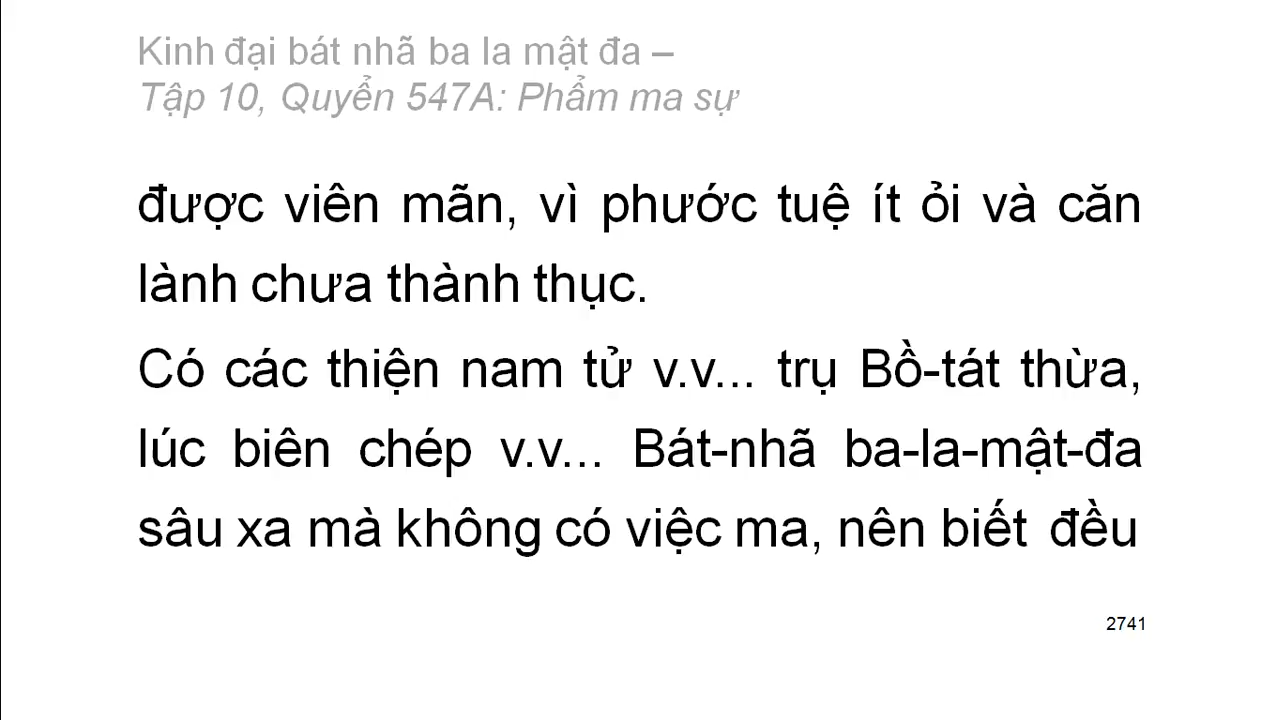 Kinh đại bát nhã ba la mật đa –
Tập 10, Quyển 547A: Phẩm ma sự
được viên mãn, vì phước tuệ ít ỏi và căn
lành chưa thành thục.
Có các thiện nam tử v.v... trụ Bồ-tát thừa,
lúc biên chép v.v... Bát-nhã ba-la-mật-đa
sâu xa mà không có việc ma, nên biết đều
2741